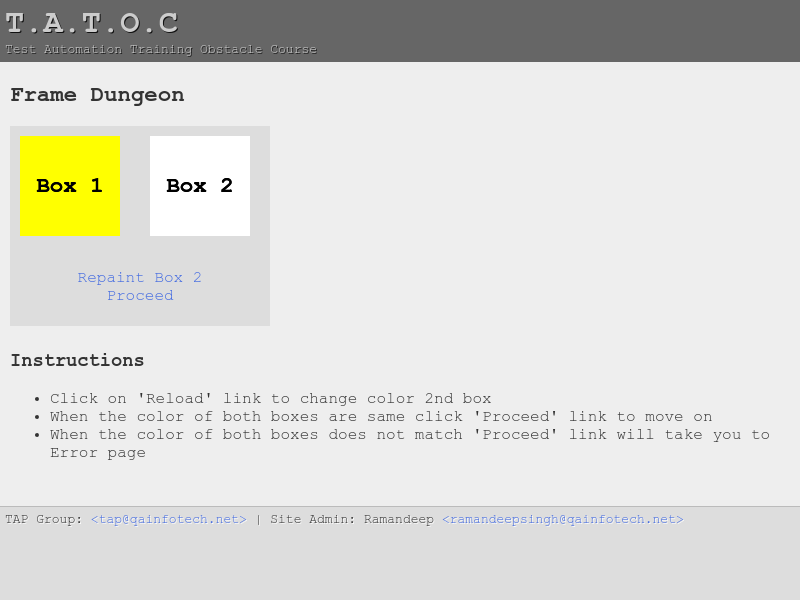 T.A.T.O.C
Test Automation Training Obstacle Course
Frame Dungeon
Box 1 Box 2
Repaint Box 2
Proceed
Instructions
• Click on 'Reload' link to change color 2nd box
• When the color of both boxes are same click 'Proceed' link to move on
• When the color of both boxes does not match 'Proceed' link will take you to
Error page
TAP Group: <tap@qainfotech.net> | Site Admin: Ramandeep <ramandeepsingh@qainfotech.net>